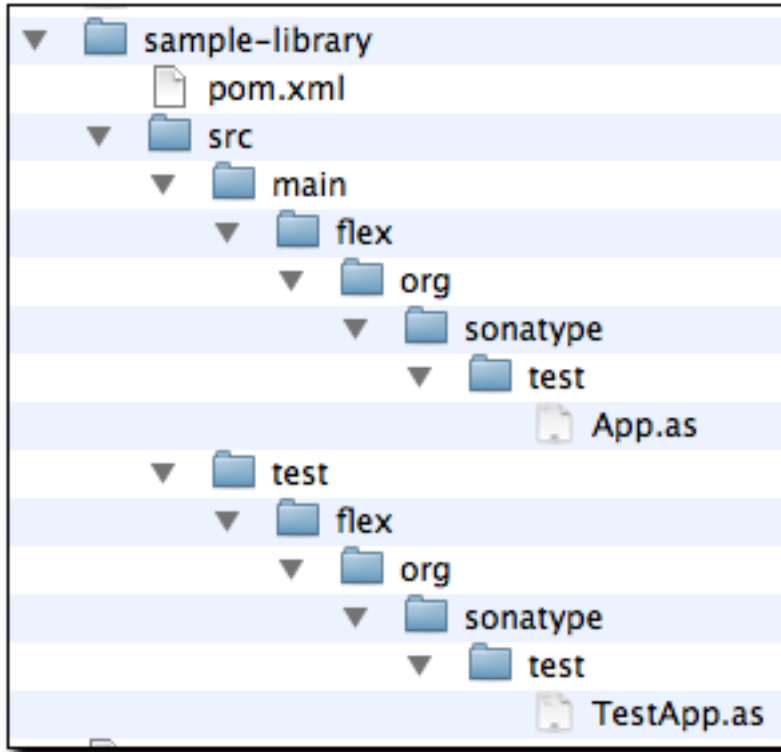 sample-library
pom.xml
src
main
flex
org
sonatype
test
App.as
test
flex
org
sonatype
test
TestApp.as